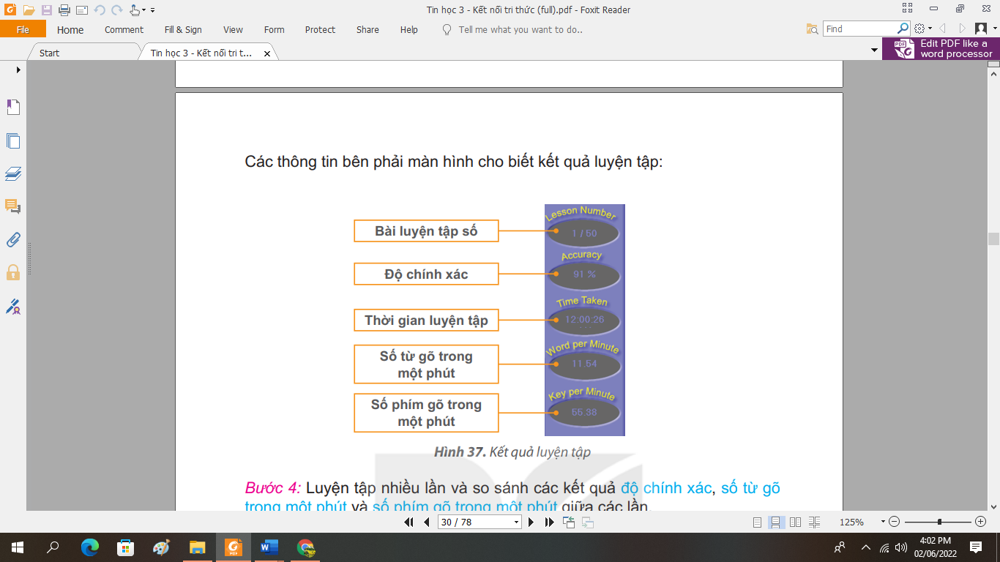 Tin học 3 - Kết nối tri thức (full).pdf - Foxit Reader
File Home Comment Fill & Sign View Form Protect Share Help Tell me what you want to do.. Find
Start Tin học 3 - Kết nối tri t... Edit PDF like a
word processor
Các thông tin bên phải màn hình cho biết kết quả luyện tập:
Lesson Number
Bài luyện tập số 1 / 50
Accuracy
Độ chính xác 91 %
Time Taken
Thời gian luyện tập 12:00:26
Word per Minute
Số từ gõ trong
một phút
11.54
Key per Minute
Số phím gõ trong
một phút
55.38
Hình 37. Kết quả luyện tập
Bước 4: Luyện tập nhiều lần và so sánh các kết quả độ chính xác, số từ gõ
trong một phút và số phím gõ trong một phút giữa các lần.
30 / 78 125%
4:02 PM
02/06/2022